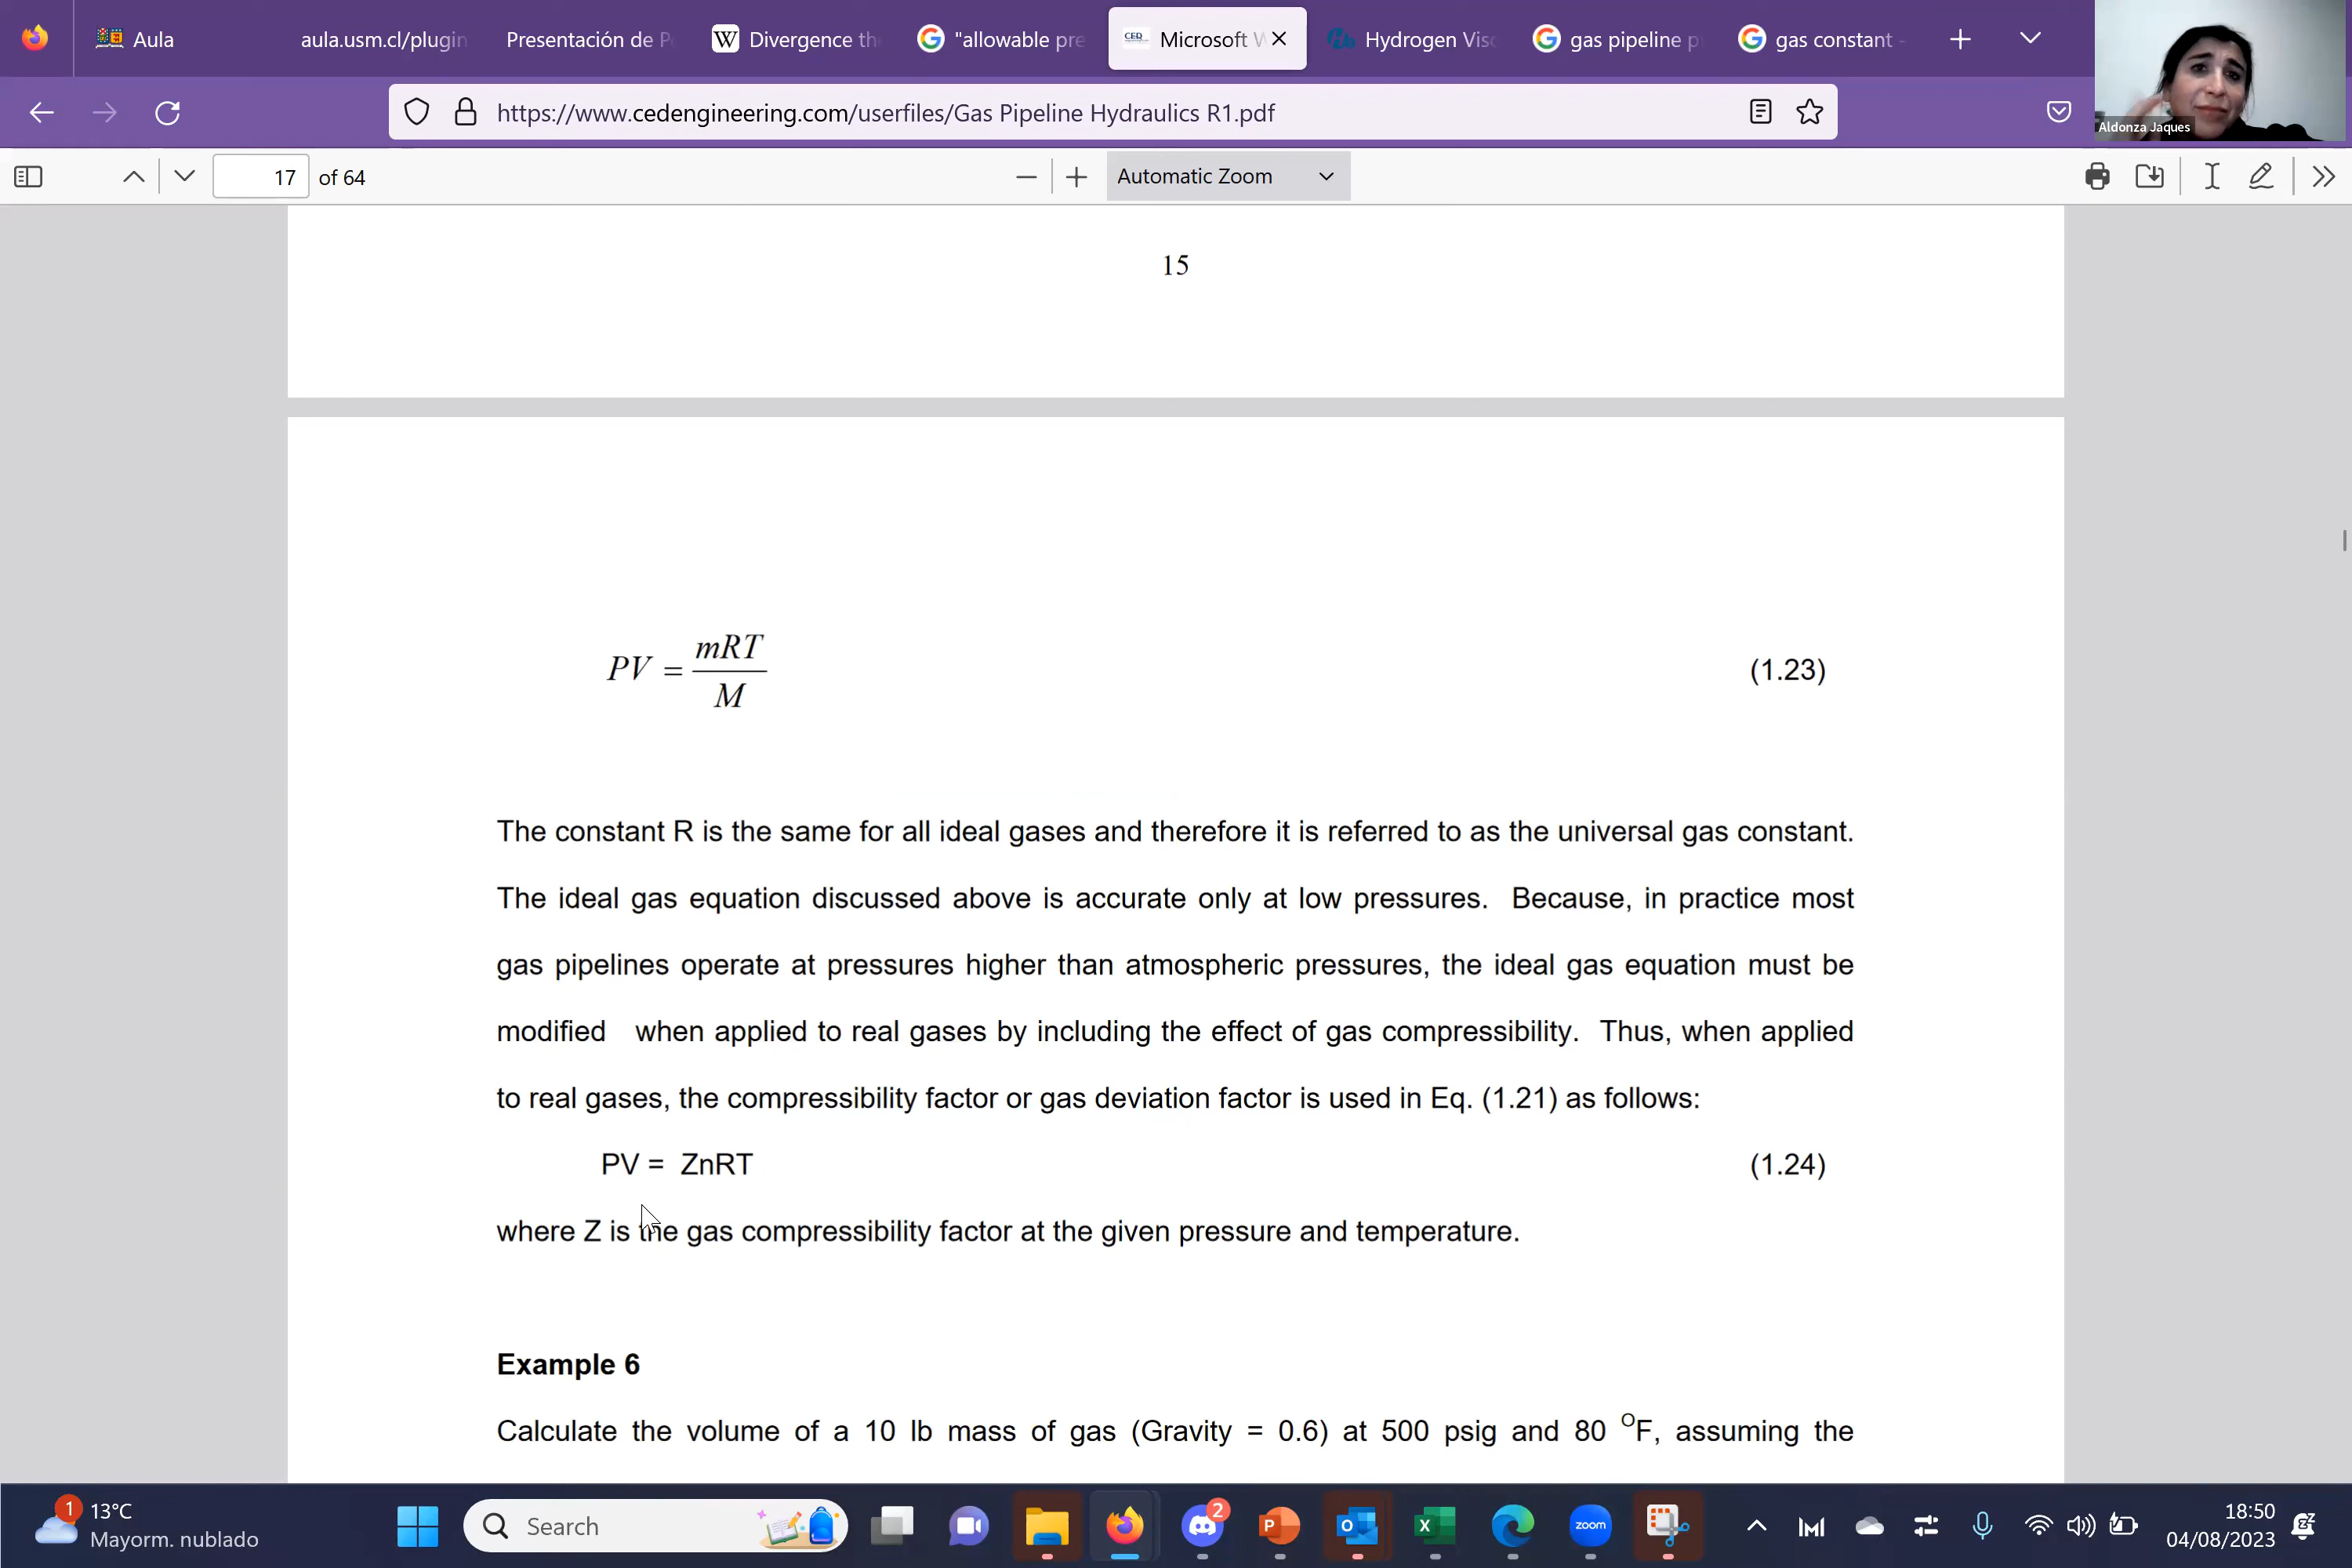 Aula
aula.usm.cl/plugin
Presentación de P
W Divergence th
G "allowable pre
CED Microsoft W
Hydrogen Visc
G gas pipeline p
G gas constant -
https://www.cedengineering.com/userfiles/Gas Pipeline Hydraulics R1.pdf
Aldonza Jaques
17 of 64
Automatic Zoom
15
PV = mRT / M (1.23)
The constant R is the same for all ideal gases and therefore it is referred to as the universal gas constant.
The ideal gas equation discussed above is accurate only at low pressures. Because, in practice most
gas pipelines operate at pressures higher than atmospheric pressures, the ideal gas equation must be
modified when applied to real gases by including the effect of gas compressibility. Thus, when applied
to real gases, the compressibility factor or gas deviation factor is used in Eq. (1.21) as follows:
PV = ZnRT (1.24)
where Z is the gas compressibility factor at the given pressure and temperature.
Example 6
Calculate the volume of a 10 lb mass of gas (Gravity = 0.6) at 500 psig and 80 °F, assuming the
1
13°C
Mayorm. nublado
Search
2
P
O
X
zoom
18:50
04/08/2023